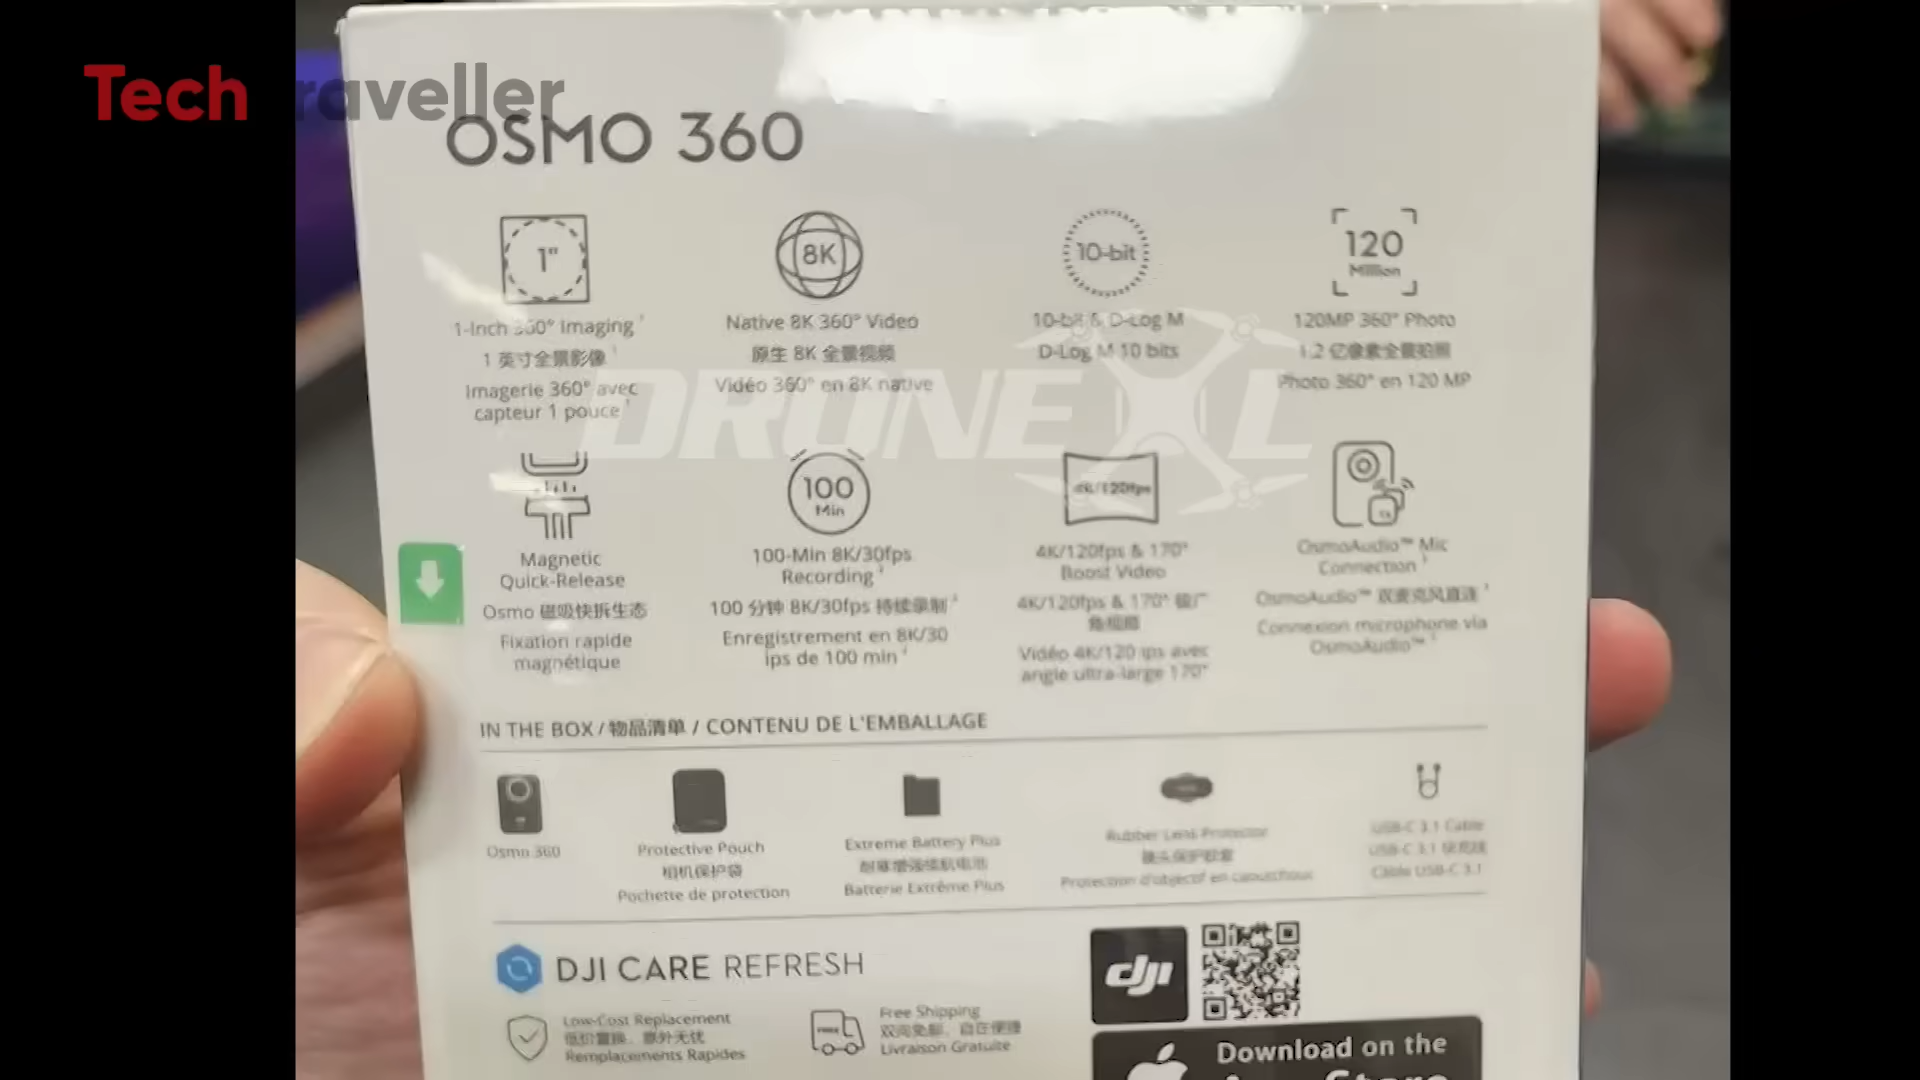 Tech Traveller
OSMO 360
1"
8K
10-bit
120
Million
1-Inch 360° Imaging ¹
1 英寸全景影像 ¹
Imagerie 360° avec
capteur 1 pouce ¹
Native 8K 360° Video
原生 8K 全景视频
Vidéo 360° en 8K native
10-bit & D-Log M
D-Log M 10 bits
120MP 360° Photo
1.2 亿像素全景拍照
Photo 360° en 120 MP
DRONEXL
100
Min
4K/120fps
Magnetic
Quick-Release
Osmo 磁吸快拆生态
Fixation rapide
magnétique
100-Min 8K/30fps
Recording
100 分钟 8K/30fps 持续录制
Enregistrement en 8K/30
ips de 100 min
4K/120fps & 170°
Boost Video
4K/120fps & 170°
Vidéo 4K/120 ips avec
angle ultra-large 170°
OsmoAudio™ Mic
Connection
OsmoAudio™ 双麦克风直连
Connexion microphone via
OsmoAudio™
IN THE BOX / 物品清单 / CONTENU DE L'EMBALLAGE
Osmo 360
Protective Pouch
相机保护袋
Pochette de protection
Extreme Battery Plus
耐寒增强续航电池
Batterie Extrême Plus
Rubber Lens Protector
镜头保护胶套
Protection d'objectif en caoutchouc
USB-C 3.1 Cable
USB-C 3.1
Câble USB-C 3.1
DJI CARE REFRESH
dji
Low-Cost Replacement
低价置换，意外无忧
Remplacements Rapides
FREE
Free Shipping
双向免邮，自在便捷
Livraison Gratuite
Download on the
App Store